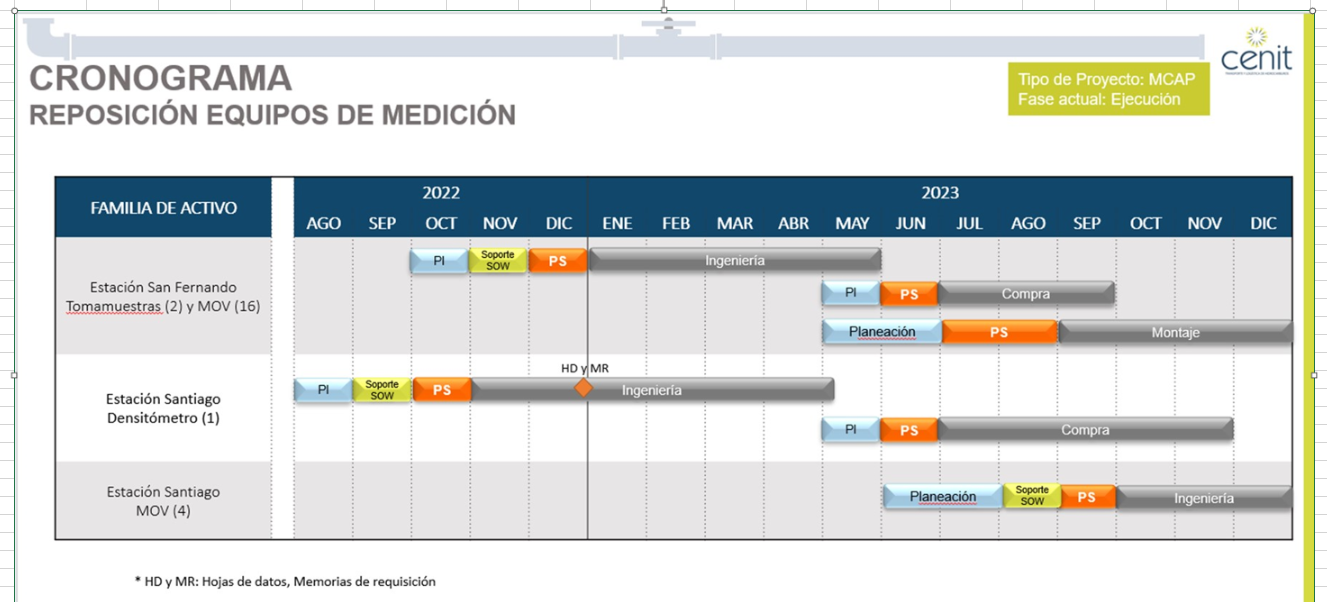 cenit
CRONOGRAMA
REPOSICIÓN EQUIPOS DE MEDICIÓN
Tipo de Proyecto: MCAP
Fase actual: Ejecución
FAMILIA DE ACTIVO
2022
2023
AGO SEP OCT NOV DIC ENE FEB MAR ABR MAY JUN JUL AGO SEP OCT NOV DIC
Estación San Fernando
Tomamuestras (2) y MOV (16)
PI
Soporte
SOW
PS
Ingeniería
PI
PS
Compra
Planeación
PS
Montaje
Estación Santiago
Densitómetro (1)
HD y MR
PI
Soporte
SOW
PS
Ingeniería
PI
PS
Compra
Estación Santiago
MOV (4)
Planeación
Soporte
SOW
PS
Ingeniería
* HD y MR: Hojas de datos, Memorias de requisición